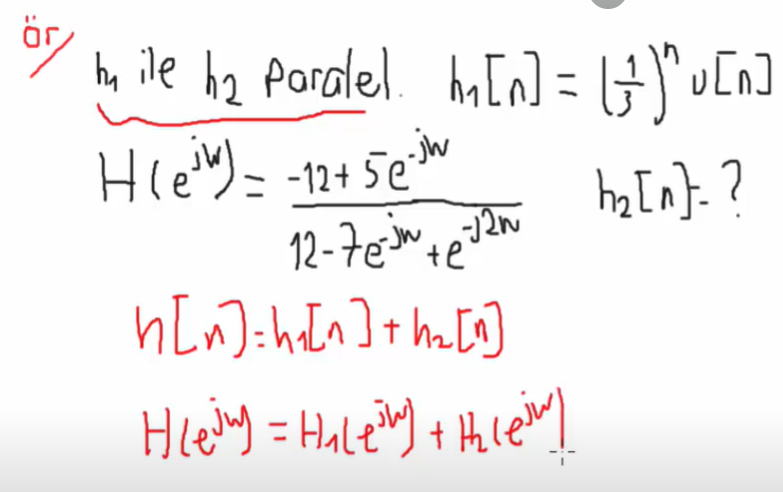 ör/ h₁ ile h₂ Paralel. h₁[n] = (1/3)ⁿ u[n]
H(e^jw) = (-12 + 5e^-jw) / (12 - 7e^-jw + e^-j2w) h₂[n] = ?
h[n] = h₁[n] + h₂[n]
H(e^jw) = H₁(e^jw) + H₂(e^jw)